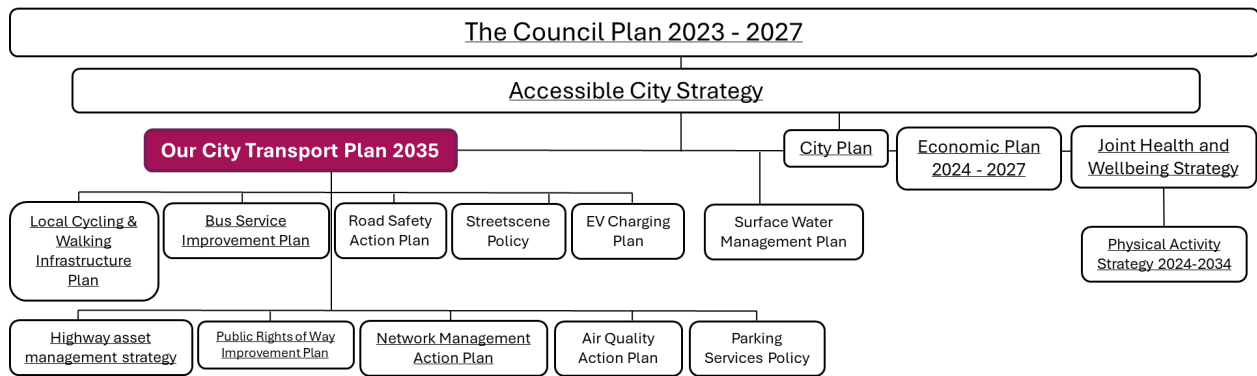 The Council Plan 2023 - 2027
Accessible City Strategy
Our City Transport Plan 2035
City Plan
Economic Plan
2024 - 2027
Joint Health and
Wellbeing Strategy
Local Cycling &
Walking
Infrastructure
Plan
Bus Service
Improvement Plan
Road Safety
Action Plan
Streetscene
Policy
EV Charging
Plan
Surface Water
Management Plan
Physical Activity
Strategy 2024-2034
Highway asset
management strategy
Public Rights of Way
Improvement Plan
Network Management
Action Plan
Air Quality
Action Plan
Parking
Services Policy